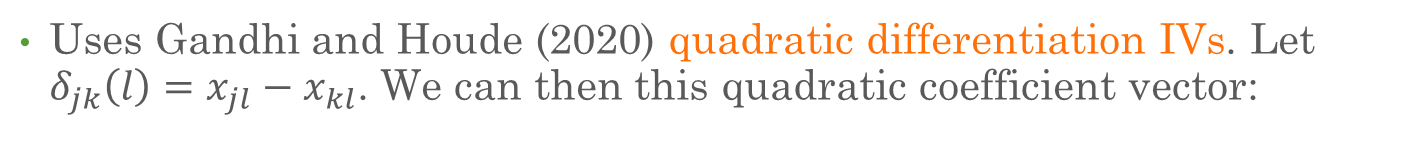 • Uses Gandhi and Houde (2020) quadratic differentiation IVs. Let
δⱼₖ(l) = xⱼₗ − xₖₗ. We can then this quadratic coefficient vector: